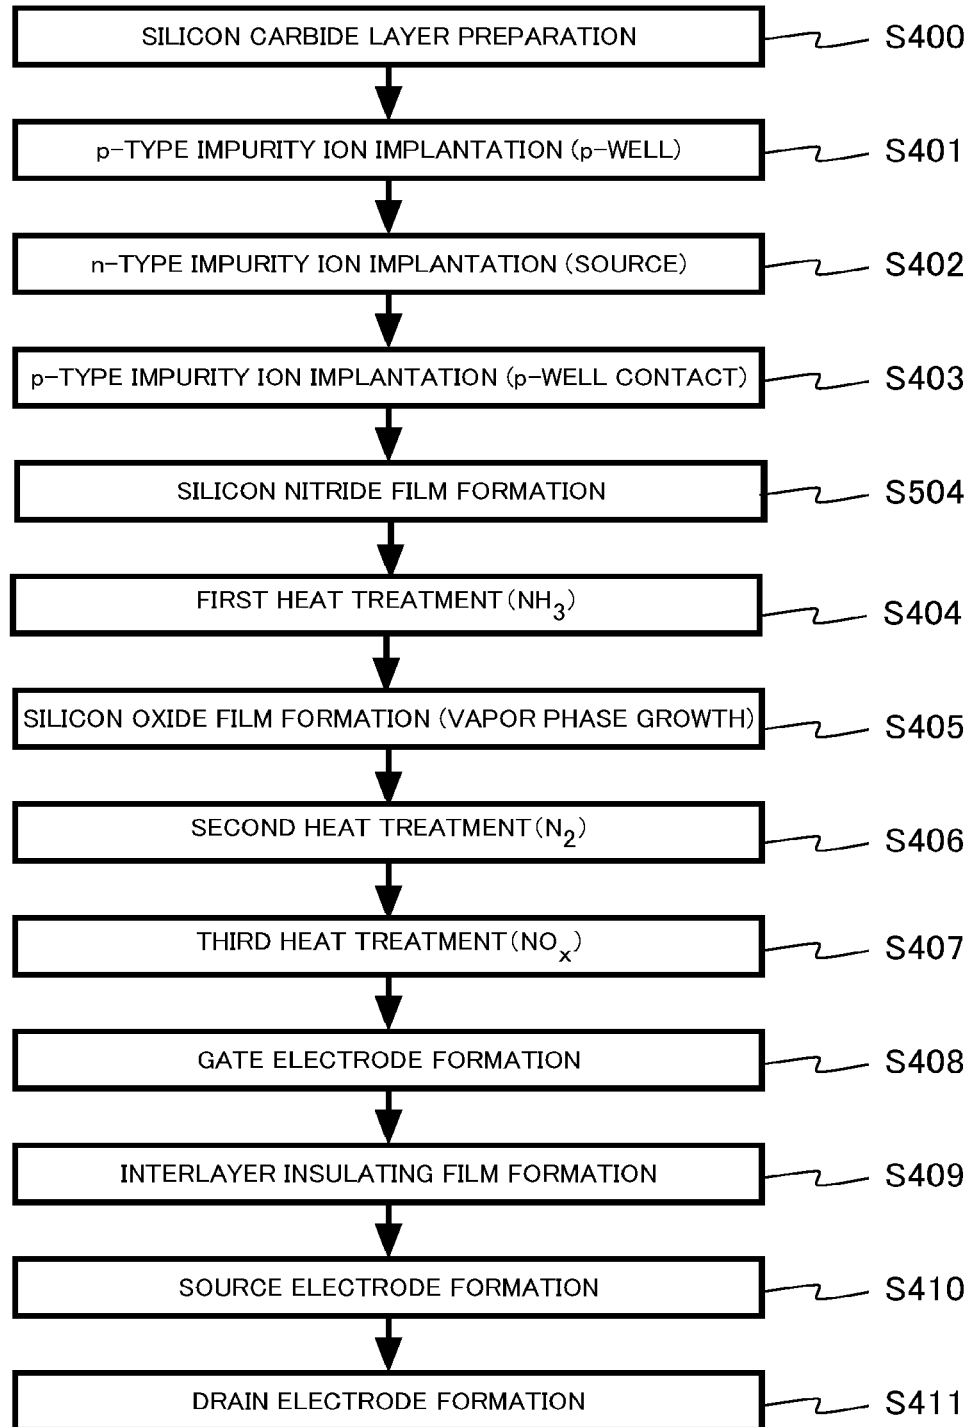 SILICON CARBIDE LAYER PREPARATION S400
p-TYPE IMPURITY ION IMPLANTATION (p-WELL) S401
n-TYPE IMPURITY ION IMPLANTATION (SOURCE) S402
p-TYPE IMPURITY ION IMPLANTATION (p-WELL CONTACT) S403
SILICON NITRIDE FILM FORMATION S504
FIRST HEAT TREATMENT (NH3) S404
SILICON OXIDE FILM FORMATION (VAPOR PHASE GROWTH) S405
SECOND HEAT TREATMENT (N2) S406
THIRD HEAT TREATMENT (NOx) S407
GATE ELECTRODE FORMATION S408
INTERLAYER INSULATING FILM FORMATION S409
SOURCE ELECTRODE FORMATION S410
DRAIN ELECTRODE FORMATION S411